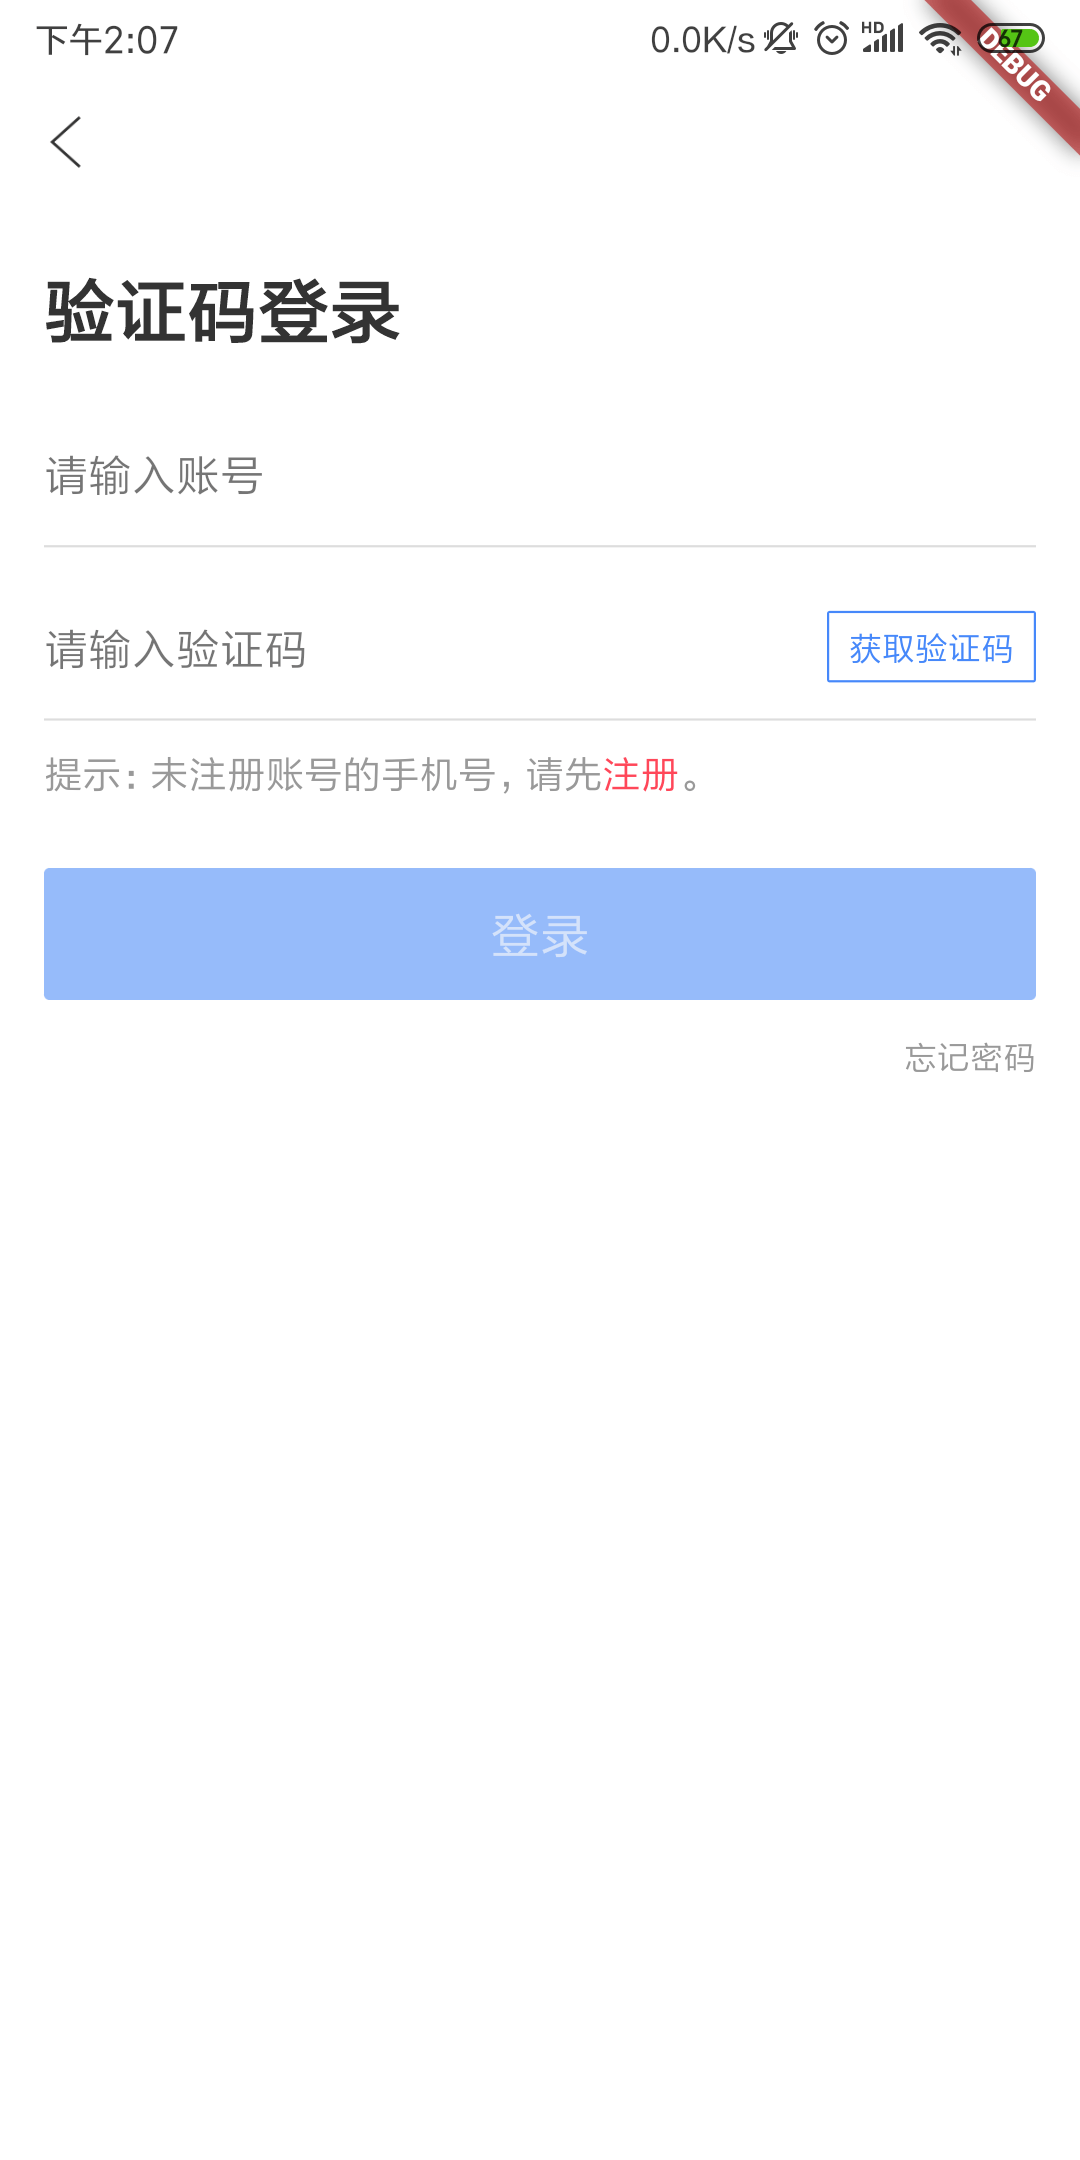 下午2:07 0.0K/s HD 67
DEBUG
验证码登录
请输入账号
请输入验证码 获取验证码
提示：未注册账号的手机号，请先注册。
登录
忘记密码